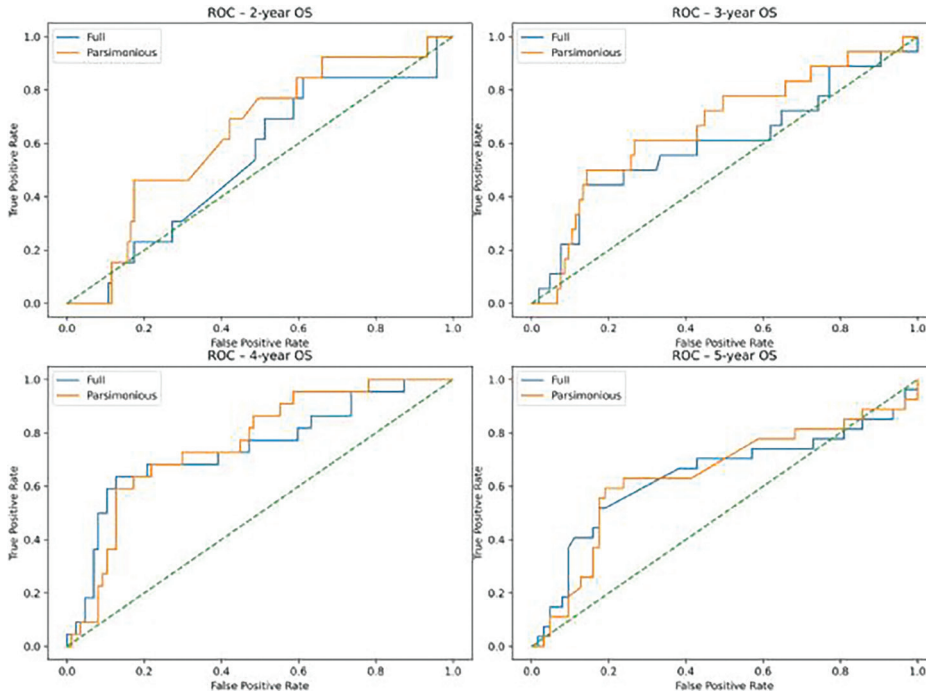 ROC – 2-year OS
1.0
0.8
0.6
0.4
0.2
0.0
True Positive Rate
Full
Parsimonious
0.0 0.2 0.4 0.6 0.8 1.0
False Positive Rate
ROC – 3-year OS
1.0
0.8
0.6
0.4
0.2
0.0
True Positive Rate
Full
Parsimonious
0.0 0.2 0.4 0.6 0.8 1.0
False Positive Rate
ROC – 4-year OS
1.0
0.8
0.6
0.4
0.2
0.0
True Positive Rate
Full
Parsimonious
0.0 0.2 0.4 0.6 0.8 1.0
False Positive Rate
ROC – 5-year OS
1.0
0.8
0.6
0.4
0.2
0.0
True Positive Rate
Full
Parsimonious
0.0 0.2 0.4 0.6 0.8 1.0
False Positive Rate